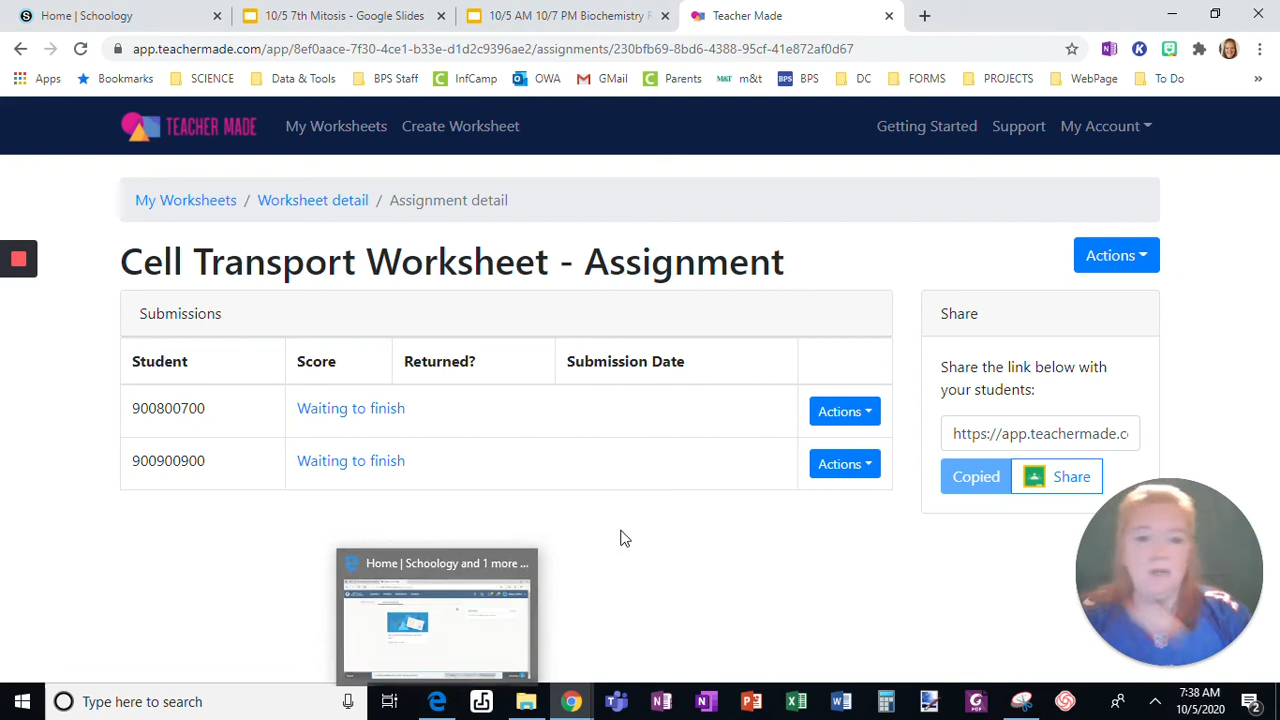 Home | Schoology
10/5 7th Mitosis - Google Slides
10/5 AM 10/7 PM Biochemistry R
Teacher Made
app.teachermade.com/app/8ef0aace-7f30-4ce1-b33e-d1d2c9396ae2/assignments/230bfb69-8bd6-4388-95cf-41e872af0d67
Apps
Bookmarks
SCIENCE
Data & Tools
BPS Staff
InfCamp
OWA
GMail
Parents
M&T m&t
BPS BPS
DC
FORMS
PROJECTS
WebPage
To Do
TEACHER MADE
My Worksheets
Create Worksheet
Getting Started
Support
My Account
My Worksheets / Worksheet detail / Assignment detail
Cell Transport Worksheet - Assignment
Actions
Submissions
Share
Student
Score
Returned?
Submission Date
Share the link below with
your students:
900800700
Waiting to finish
Actions
https://app.teachermade.c
900900900
Waiting to finish
Actions
Copied
Share
Home | Schoology and 1 more ...
Type here to search
7:38 AM
10/5/2020
2